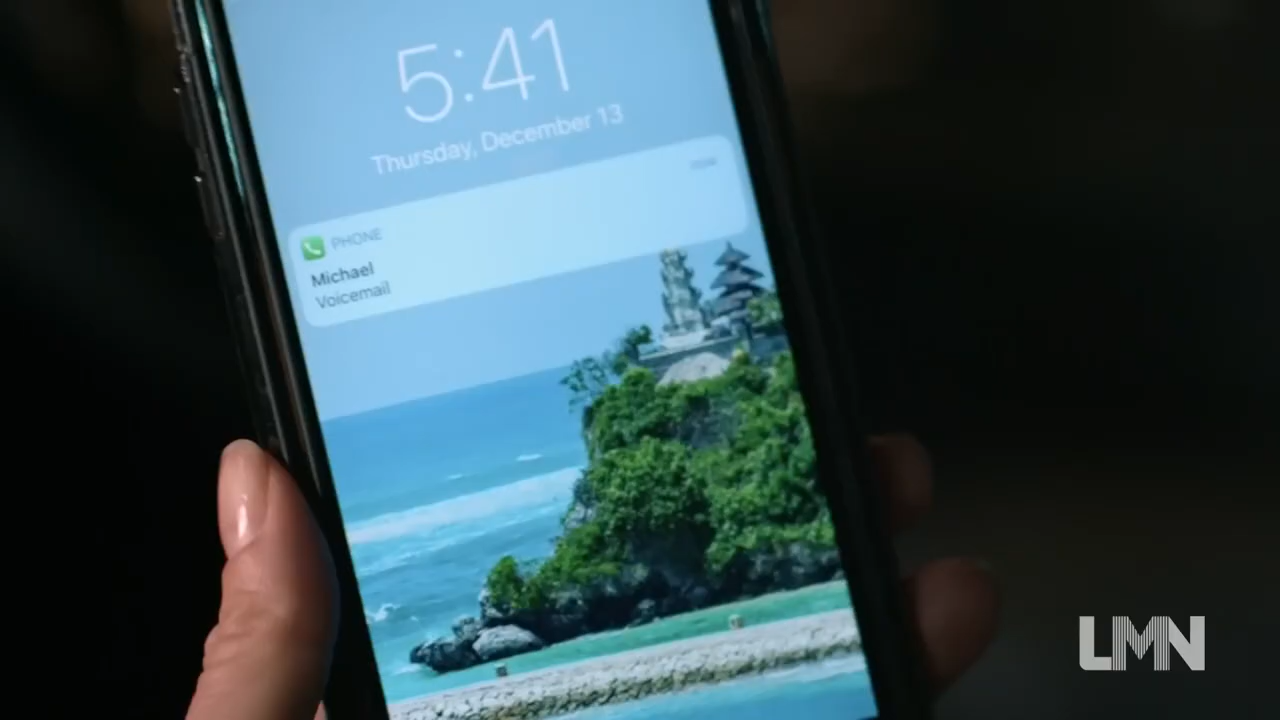 5:41
Thursday, December 13
PHONE
Michael
Voicemail
LMN